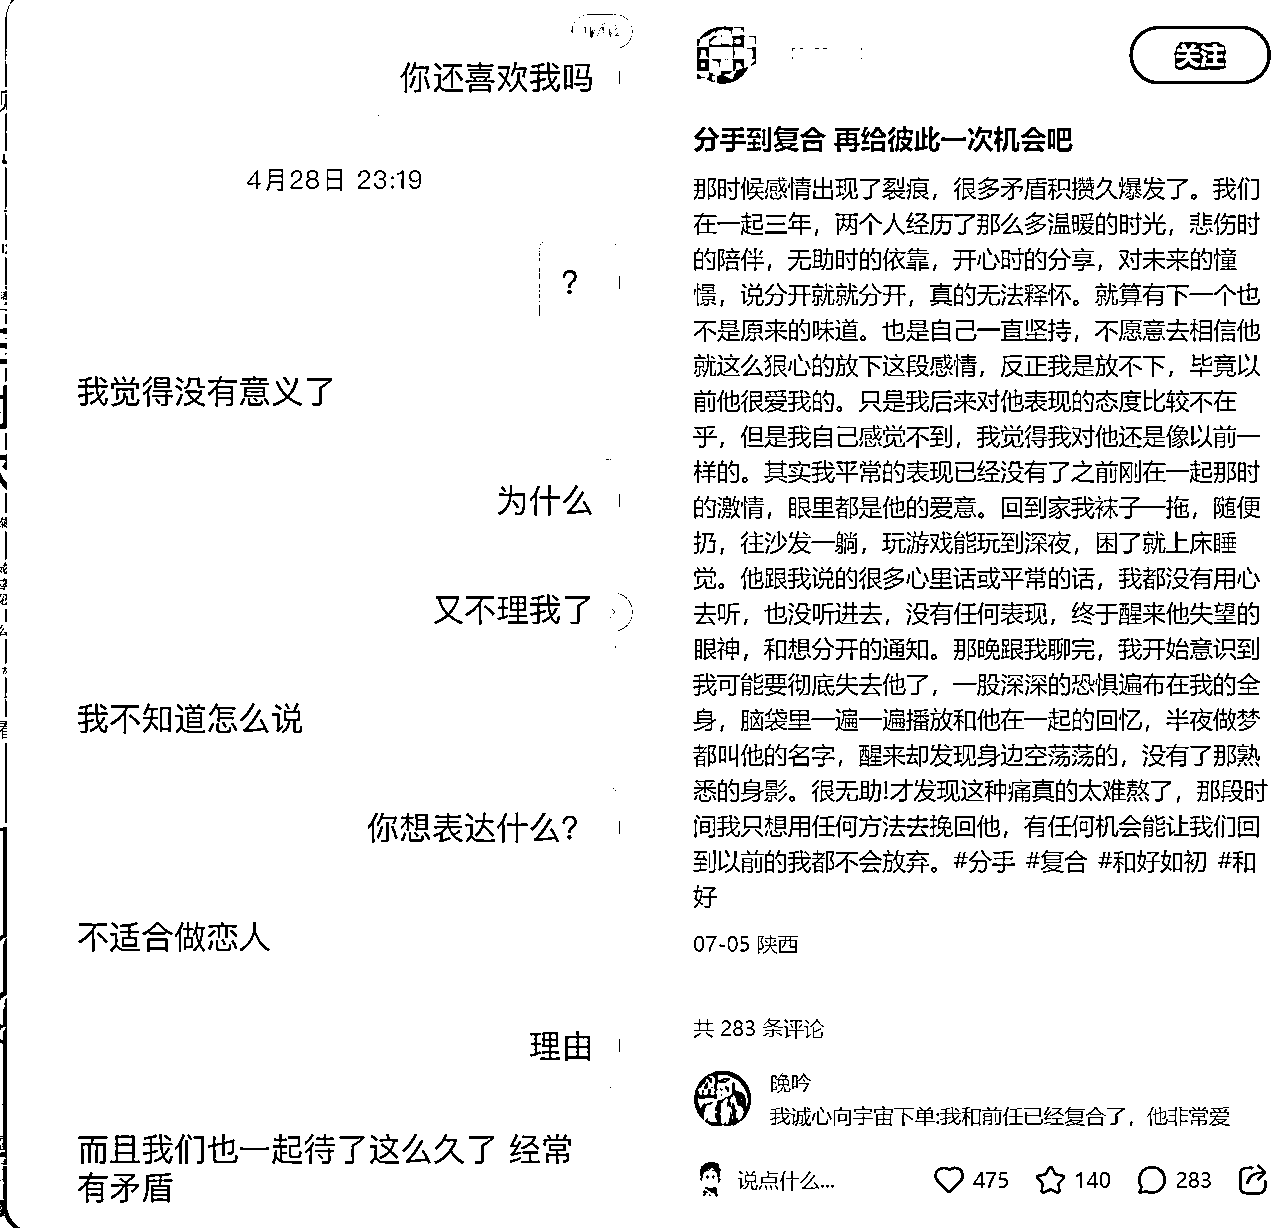 你还喜欢我吗
4月28日 23:19
?
我觉得没有意义了
为什么
又不理我了
我不知道怎么说
你想表达什么?
不适合做恋人
理由
而且我们也一起待了这么久了 经常
有矛盾
关注
分手到复合 再给彼此一次机会吧
那时候感情出现了裂痕，很多矛盾积攒久爆发了。我们
在一起三年，两个人经历了那么多温暖的时光，悲伤时
的陪伴，无助时的依靠，开心时的分享，对未来的憧
憬，说分开就就分开，真的无法释怀。就算有下一个也
不是原来的味道。也是自己一直坚持，不愿意去相信他
就这么狠心的放下这段感情，反正我是放不下，毕竟以
前他很爱我的。只是我后来对他表现的态度比较不在
乎，但是我自己感觉不到，我觉得我对他还是像以前一
样的。其实我平常的表现已经没有了之前刚在一起那时
的激情，眼里都是他的爱意。回到家我袜子一拖，随便
扔，往沙发一躺，玩游戏能玩到深夜，困了就上床睡
觉。他跟我说的很多心里话或平常的话，我都没有用心
去听，也没听进去，没有任何表现，终于醒来他失望的
眼神，和想分开的通知。那晚跟我聊完，我开始意识到
我可能要彻底失去他了，一股深深的恐惧遍布在我的全
身，脑袋里一遍一遍播放和他在一起的回忆，半夜做梦
都叫他的名字，醒来却发现身边空荡荡的，没有了那熟
悉的身影。很无助!才发现这种痛真的太难熬了，那段时
间我只想用任何方法去挽回他，有任何机会能让我们回
到以前的我都不会放弃。#分手 #复合 #和好如初 #和
好
07-05 陕西
共 283 条评论
晚吟
我诚心向宇宙下单:我和前任已经复合了，他非常爱
说点什么...
475
140
283